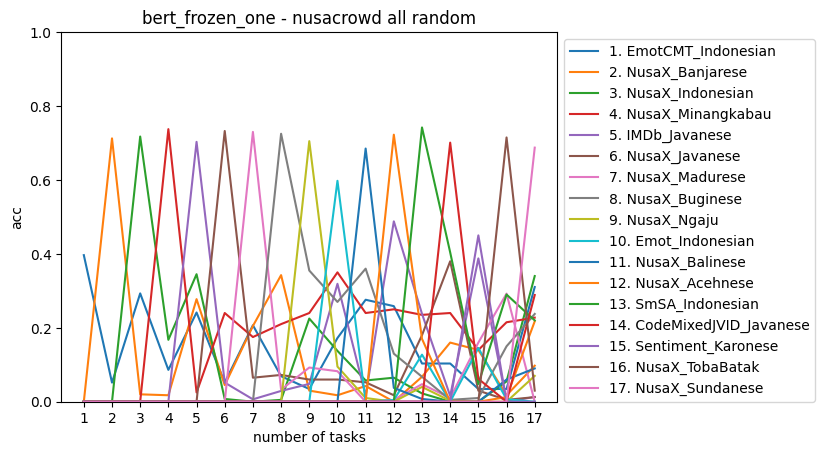 bert_frozen_one - nusacrowd all random
1.0
0.8
0.6
0.4
0.2
0.0
acc
1 2 3 4 5 6 7 8 9 10 11 12 13 14 15 16 17
number of tasks
1. EmotCMT_Indonesian
2. NusaX_Banjarese
3. NusaX_Indonesian
4. NusaX_Minangkabau
5. IMDb_Javanese
6. NusaX_Javanese
7. NusaX_Madurese
8. NusaX_Buginese
9. NusaX_Ngaju
10. Emot_Indonesian
11. NusaX_Balinese
12. NusaX_Acehnese
13. SmSA_Indonesian
14. CodeMixedJVID_Javanese
15. Sentiment_Karonese
16. NusaX_TobaBatak
17. NusaX_Sundanese